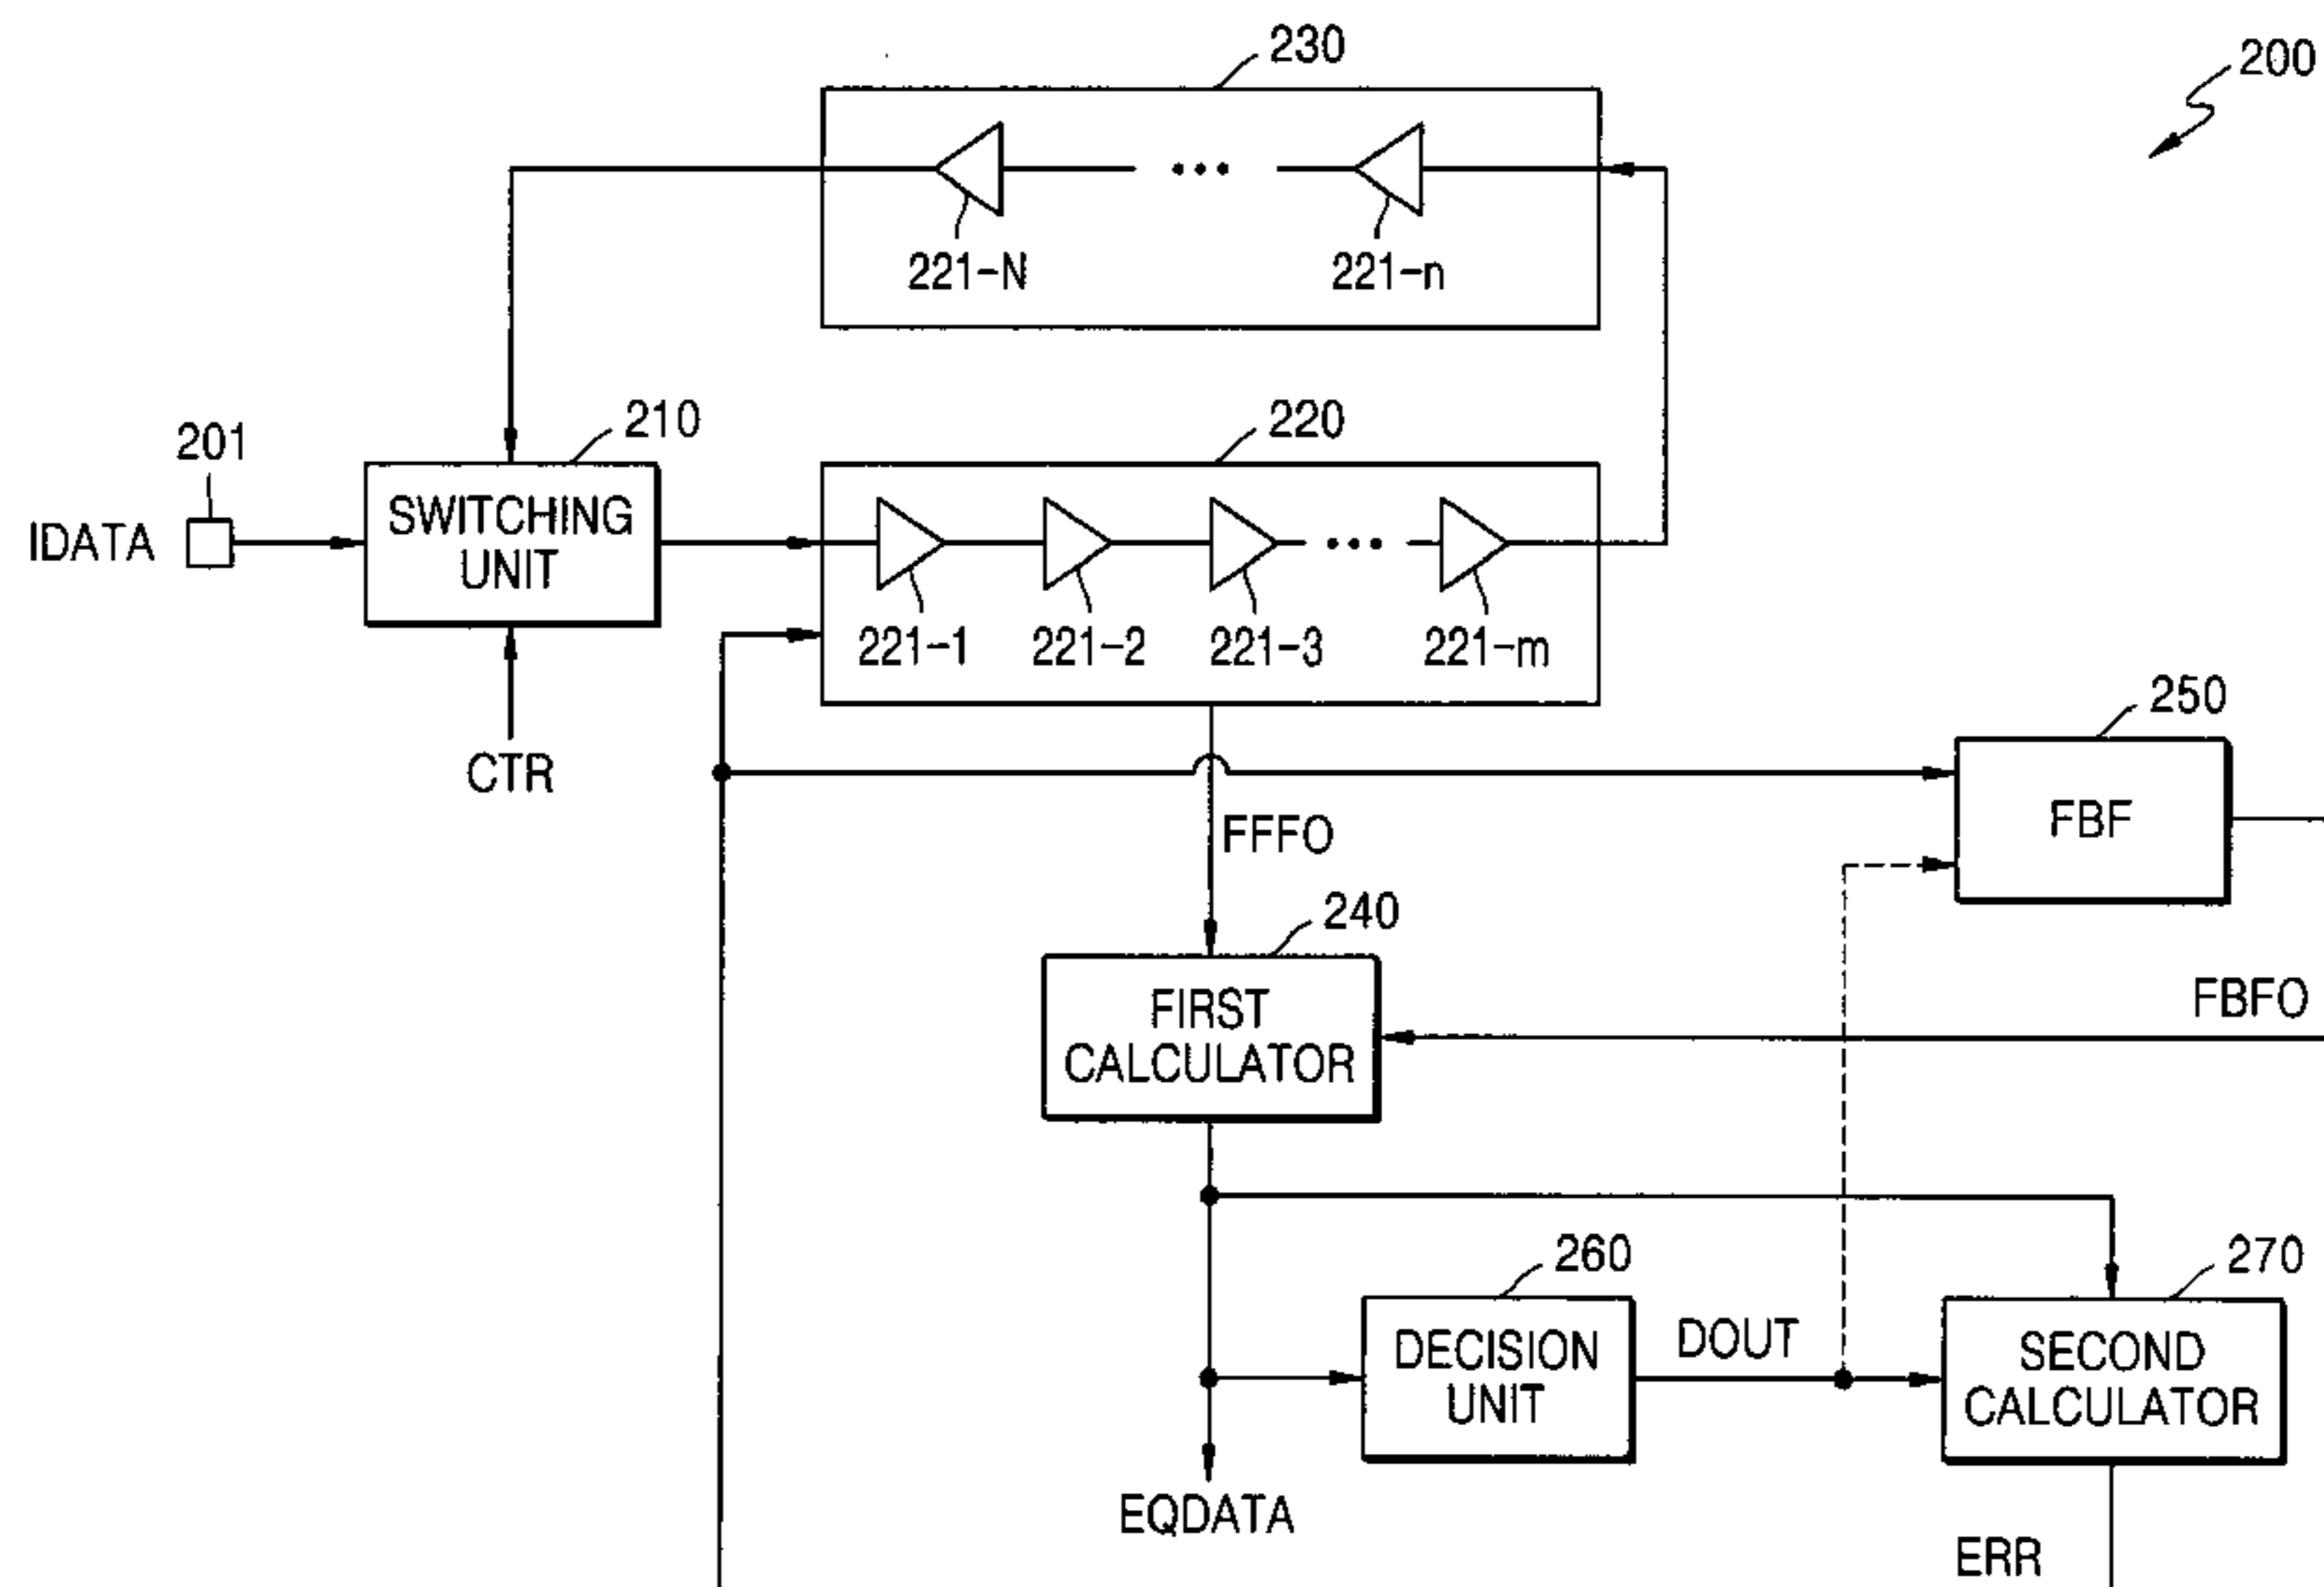 230
200
221-N
221-n
201
210
220
IDATA
SWITCHING
UNIT
221-1
221-2
221-3
221-m
CTR
250
FBF
FFFO
240
FIRST
CALCULATOR
FBFO
260
270
DECISION
UNIT
DOUT
SECOND
CALCULATOR
EQDATA
ERR